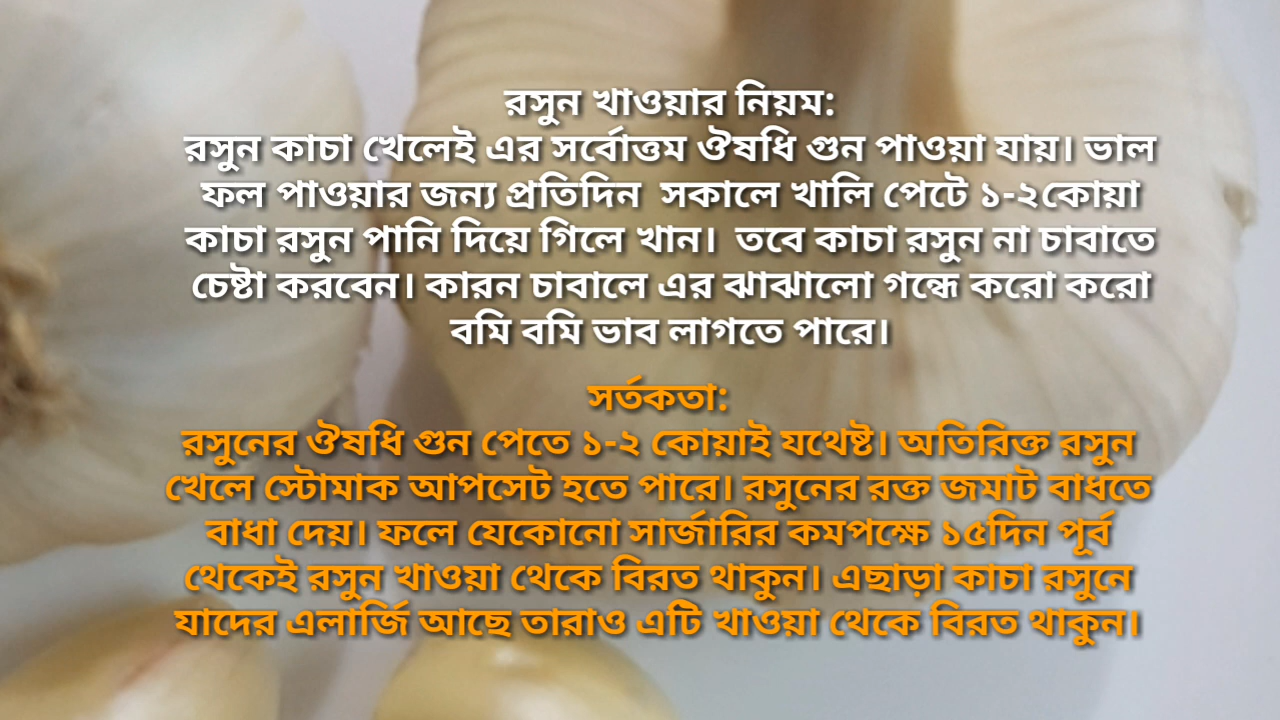 রসুন খাওয়ার নিয়ম:
রসুন কাচা খেলেই এর সর্বোত্তম ঔষধি গুন পাওয়া যায়। ভাল
ফল পাওয়ার জন্য প্রতিদিন সকালে খালি পেটে ১-২কোয়া
কাচা রসুন পানি দিয়ে গিলে খান। তবে কাচা রসুন না চাবাতে
চেষ্টা করবেন। কারন চাবালে এর ঝাঝালো গন্ধে করো করো
বমি বমি ভাব লাগতে পারে।
সর্তকতা:
রসুনের ঔষধি গুন পেতে ১-২ কোয়াই যথেষ্ট। অতিরিক্ত রসুন
খেলে স্টোমাক আপসেট হতে পারে। রসুনের রক্ত জমাট বাধতে
বাধা দেয়। ফলে যেকোনো সার্জারির কমপক্ষে ১৫দিন পূর্ব
থেকেই রসুন খাওয়া থেকে বিরত থাকুন। এছাড়া কাচা রসুনে
যাদের এলার্জি আছে তারাও এটি খাওয়া থেকে বিরত থাকুন।